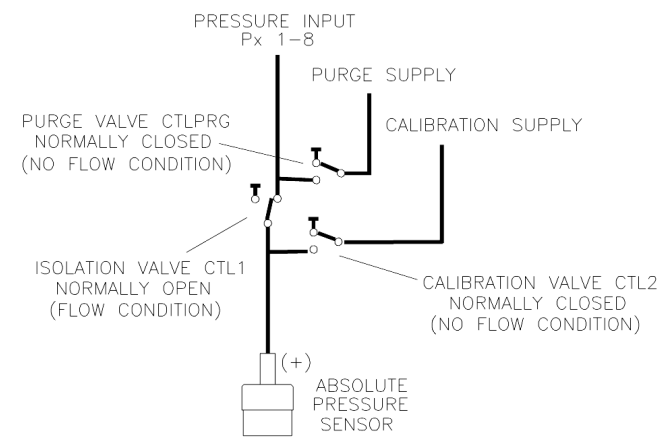 PRESSURE INPUT
Px 1-8
PURGE SUPPLY
PURGE VALVE CTLPRG
NORMALLY CLOSED
(NO FLOW CONDITION)
CALIBRATION SUPPLY
ISOLATION VALVE CTL1
NORMALLY OPEN
(FLOW CONDITION)
CALIBRATION VALVE CTL2
NORMALLY CLOSED
(NO FLOW CONDITION)
(+)
ABSOLUTE
PRESSURE
SENSOR